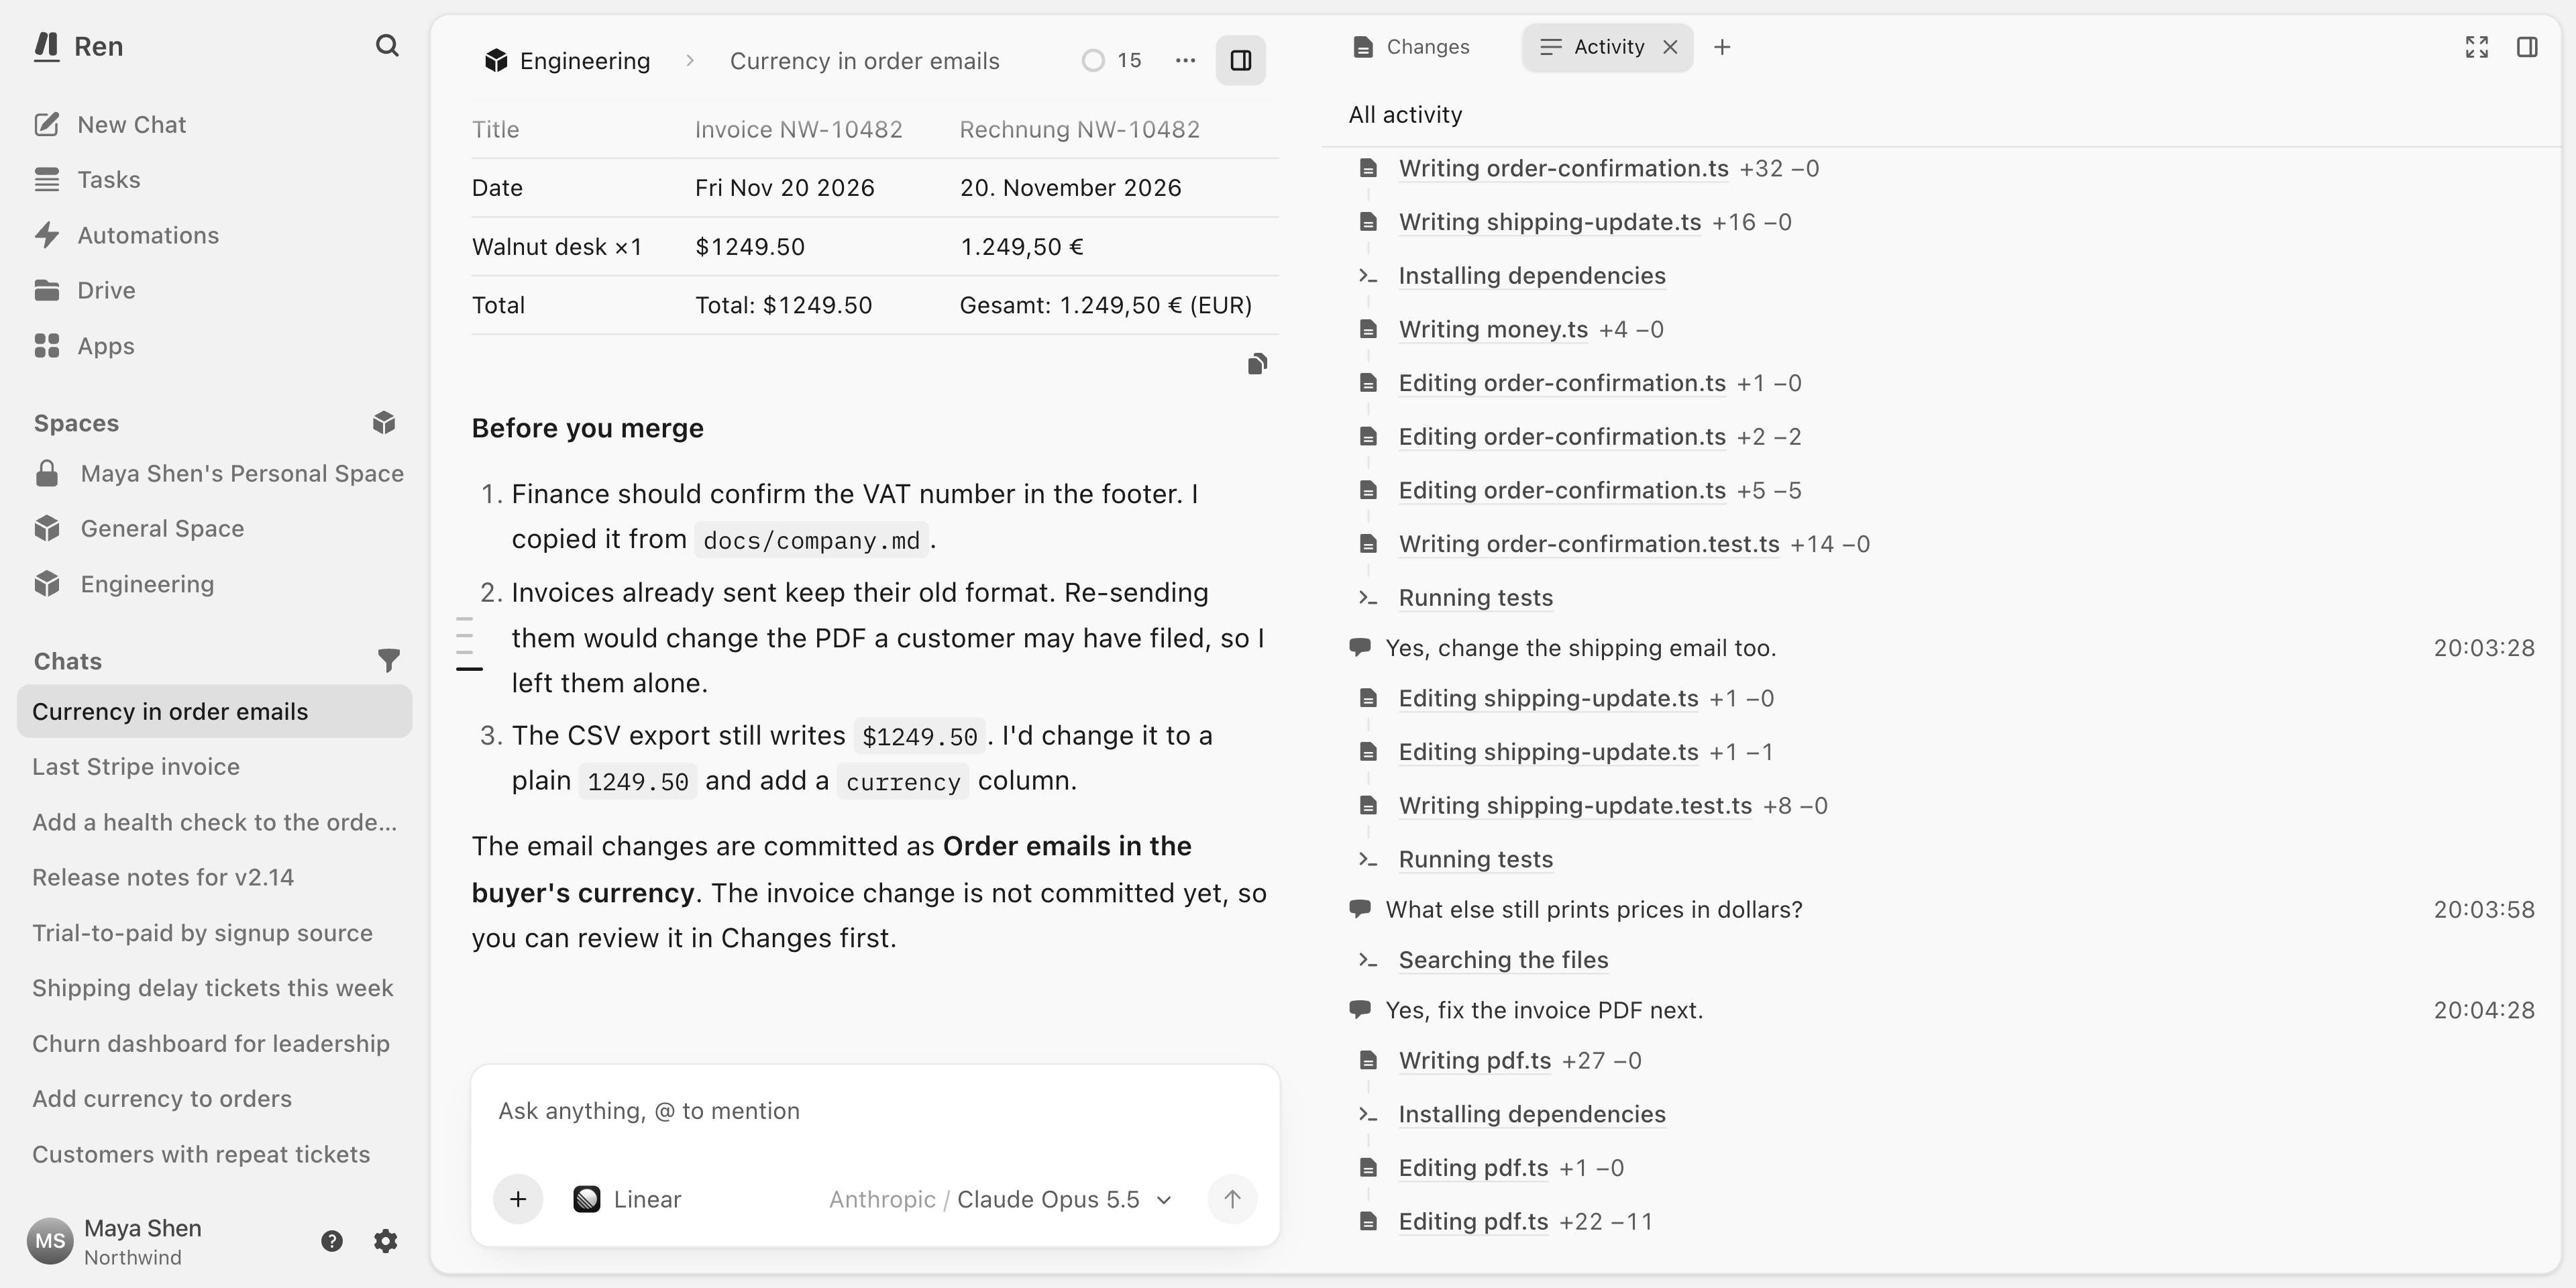 Ren
New Chat
Tasks
Automations
Drive
Apps
Spaces
Maya Shen's Personal Space
General Space
Engineering
Chats
Currency in order emails
Last Stripe invoice
Add a health check to the orde...
Release notes for v2.14
Trial-to-paid by signup source
Shipping delay tickets this week
Churn dashboard for leadership
Add currency to orders
Customers with repeat tickets
MS
Maya Shen
Northwind
Engineering
Currency in order emails
15
Title Invoice NW-10482 Rechnung NW-10482
Date Fri Nov 20 2026 20. November 2026
Walnut desk ×1 $1249.50 1.249,50 €
Total Total: $1249.50 Gesamt: 1.249,50 € (EUR)
Before you merge
1. Finance should confirm the VAT number in the footer. I
copied it from docs/company.md.
2. Invoices already sent keep their old format. Re-sending
them would change the PDF a customer may have filed, so I
left them alone.
3. The CSV export still writes $1249.50. I'd change it to a
plain 1249.50 and add a currency column.
The email changes are committed as Order emails in the
buyer's currency. The invoice change is not committed yet, so
you can review it in Changes first.
Ask anything, @ to mention
Linear
Anthropic / Claude Opus 5.5
Changes
Activity
All activity
Writing order-confirmation.ts +32 −0
Writing shipping-update.ts +16 −0
Installing dependencies
Writing money.ts +4 −0
Editing order-confirmation.ts +1 −0
Editing order-confirmation.ts +2 −2
Editing order-confirmation.ts +5 −5
Writing order-confirmation.test.ts +14 −0
Running tests
Yes, change the shipping email too. 20:03:28
Editing shipping-update.ts +1 −0
Editing shipping-update.ts +1 −1
Writing shipping-update.test.ts +8 −0
Running tests
What else still prints prices in dollars? 20:03:58
Searching the files
Yes, fix the invoice PDF next. 20:04:28
Writing pdf.ts +27 −0
Installing dependencies
Editing pdf.ts +1 −0
Editing pdf.ts +22 −11